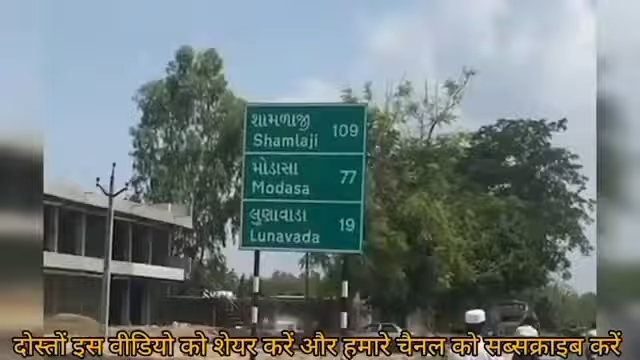 શામળાજી
Shamlaji 109
મોડાસા
Modasa 77
લુણાવાડા
Lunavada 19
दोस्तों इस वीडियो को शेयर करें और हमारे चैनल को सब्सक्राइब करें